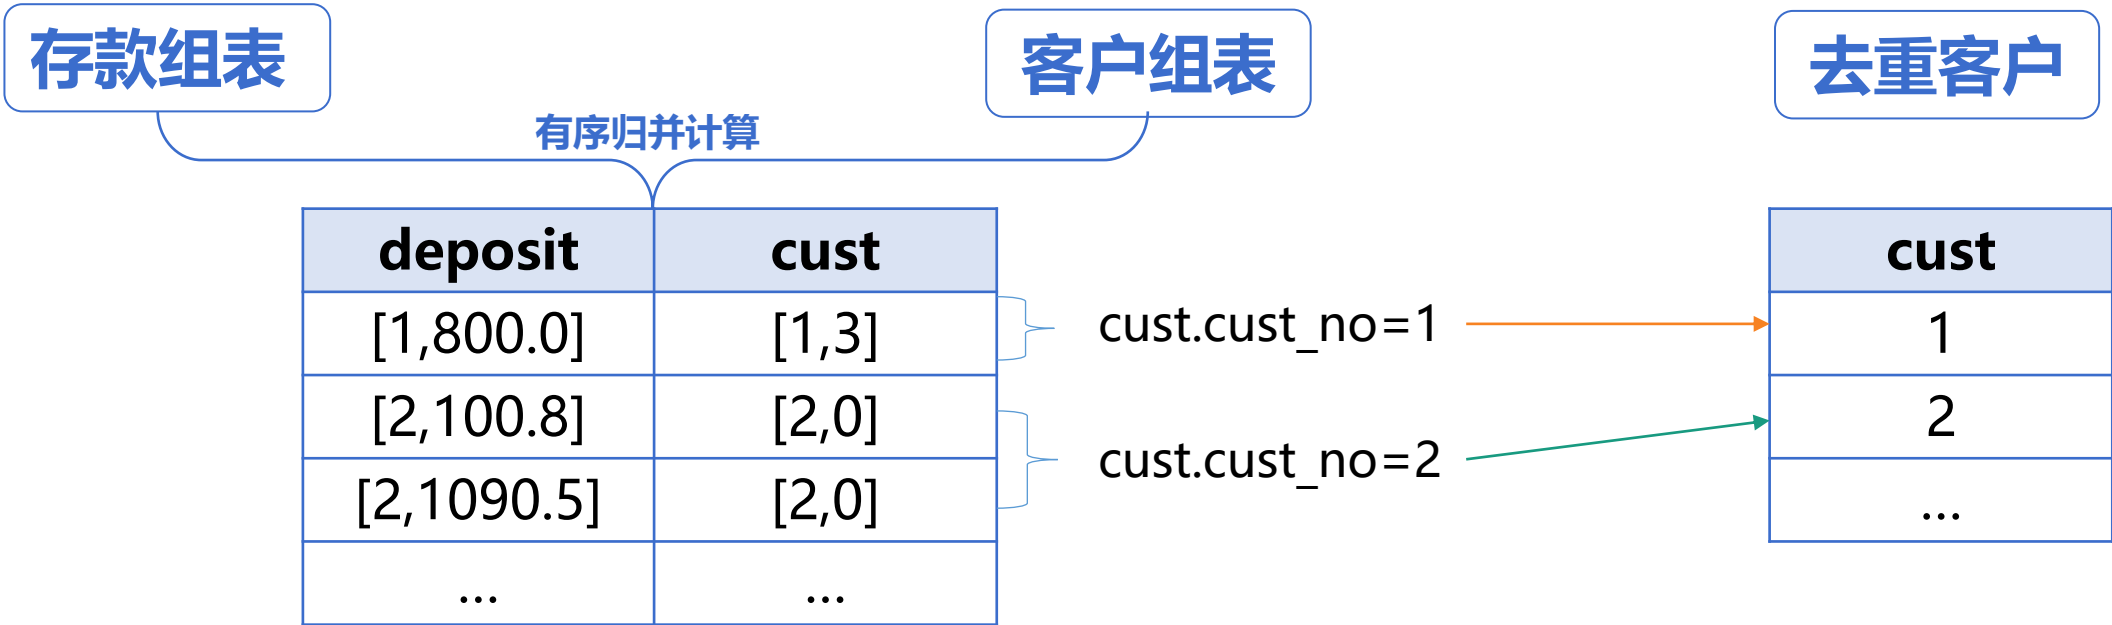 存款组表
客户组表
去重客户
有序归并计算
deposit cust
[1,800.0] [1,3]
[2,100.8] [2,0]
[2,1090.5] [2,0]
... ...
cust.cust_no=1
cust.cust_no=2
cust
1
2
...